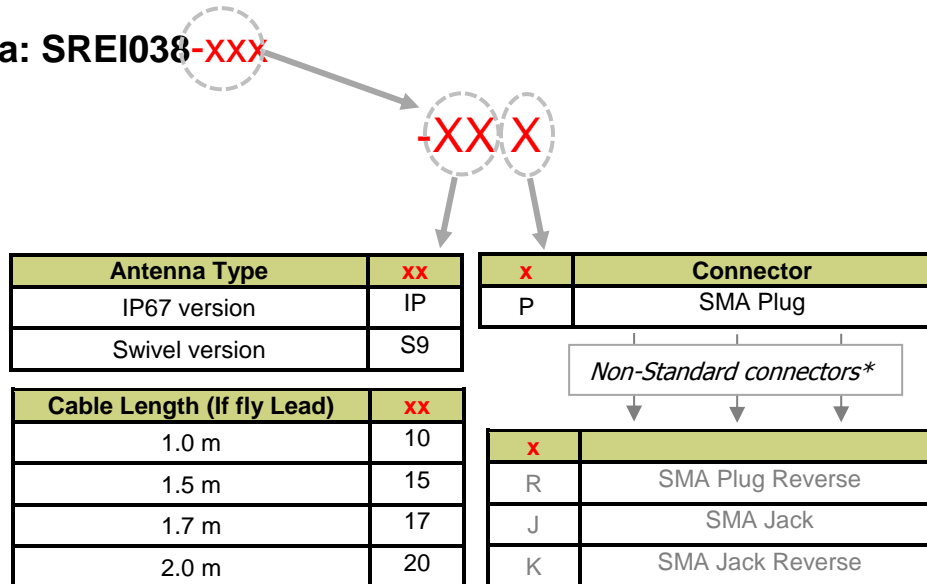 a: SREI038-xxx
-XX X
Antenna Type xx
IP67 version IP
Swivel version S9
x Connector
P SMA Plug
Non-Standard connectors*
Cable Length (If fly Lead) xx
1.0 m 10
1.5 m 15
1.7 m 17
2.0 m 20
x
R SMA Plug Reverse
J SMA Jack
K SMA Jack Reverse